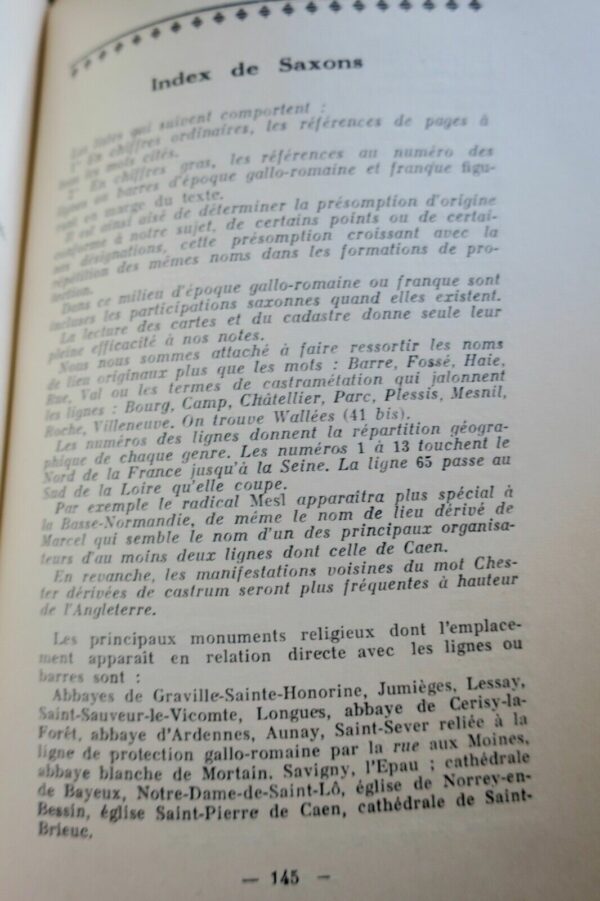 Index de Saxons
Les listes qui suivent comportent :
1° En chiffres ordinaires, les références de pages à
tous les mots cités.
2° En chiffres gras, les références au numéro des
lignes ou barres d'époque gallo-romaine et franque figu-
rant en marge du texte.
Il est ainsi aisé de déterminer la présomption d'origine
conforme à notre sujet, de certains points ou de certai-
nes désignations, cette présomption croissant avec la
répétition des mêmes noms dans les formations de pro-
tection.
Dans ce milieu d'époque gallo-romaine ou franque sont
incluses les participations saxonnes quand elles existent.
La lecture des cartes et du cadastre donne seule leur
pleine efficacité à nos notes.
Nous nous sommes attaché à faire ressortir les noms
de lieu originaux plus que les mots : Barre, Fossé, Haie,
Rue, Val ou les termes de castramétation qui jalonnent
les lignes : Bourg, Camp, Châtellier, Parc, Plessis, Mesnil,
Roche, Villeneuve. On trouve Wallées (41 bis).
Les numéros des lignes donnent la répartition géogra-
phique de chaque genre. Les numéros 1 à 13 touchent le
Nord de la France jusqu'à la Seine. La ligne 65 passe au
Sud de la Loire qu'elle coupe.
Par exemple le radical Mesl apparaîtra plus spécial à
la Basse-Normandie, de même le nom de lieu dérivé de
Marcel qui semble le nom d'un des principaux organisa-
teurs d'au moins deux lignes dont celle de Caen.
En revanche, les manifestations voisines du mot Ches-
ter dérivées de castrum seront plus fréquentes à hauteur
de l'Angleterre.
Les principaux monuments religieux dont l'emplace-
ment apparaît en relation directe avec les lignes ou
barres sont :
Abbayes de Graville-Sainte-Honorine, Jumièges, Lessay,
Saint-Sauveur-le-Vicomte, Longues, abbaye de Cerisy-la-
Forêt, abbaye d'Ardennes, Aunay, Saint-Sever reliée à la
ligne de protection gallo-romaine par la rue aux Moines,
abbaye blanche de Mortain. Savigny, l'Epau ; cathédrale
de Bayeux, Notre-Dame-de-Saint-Lô, église de Norrey-en-
Bessin, église Saint-Pierre de Caen, cathédrale de Saint-
Brieuc.
— 145 —